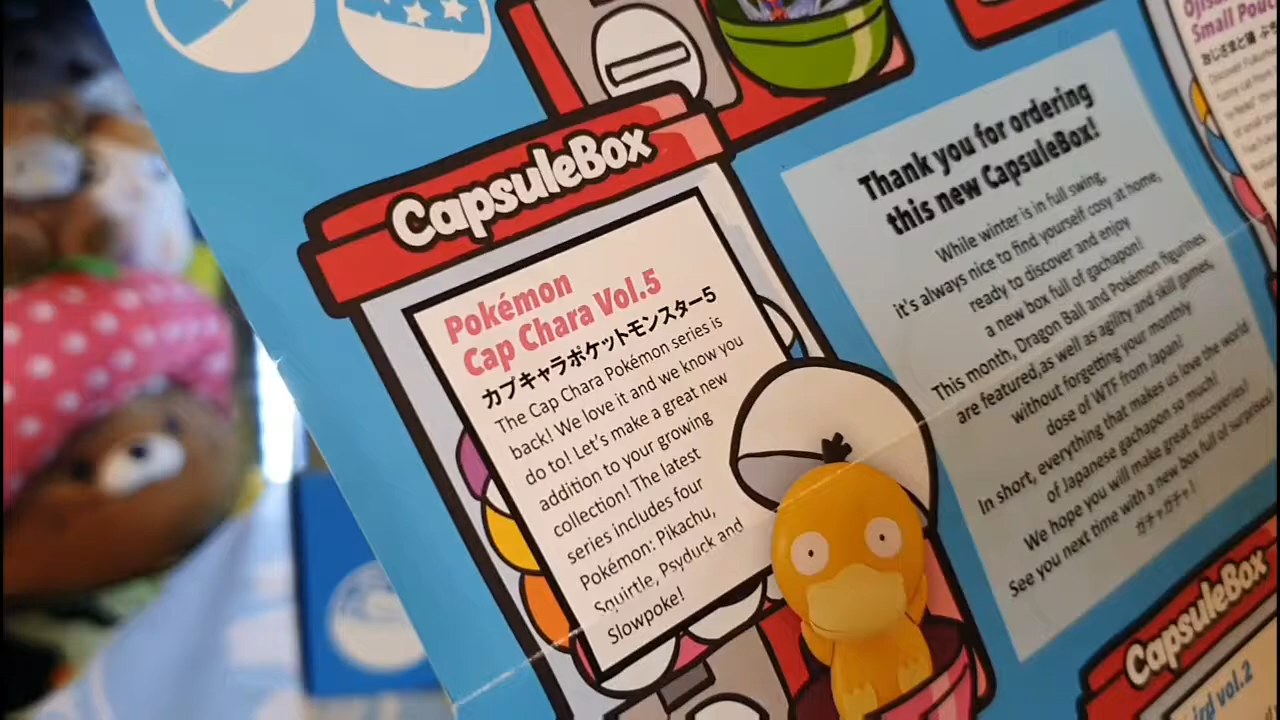 CapsuleBox
Pokémon
Cap Chara Vol.5
カプキャラポケットモンスター5
The Cap Chara Pokémon series is
back! We love it and we know you
do to! Let's make a great new
addition to your growing
collection! The latest
series includes four
Pokémon: Pikachu,
Squirtle, Psyduck and
Slowpoke!
Thank you for ordering
this new CapsuleBox!
While winter is in full swing,
it's always nice to find yourself cosy at home,
ready to discover and enjoy
a new box full of gachapon!
This month, Dragon Ball and Pokémon figurines
are featured,as well as agility and skill games,
without forgetting your monthly
dose of WTF from Japan!
In short, everything that makes us love the world
of Japanese gachapon so much!
We hope you will make great discoveries!
See you next time with a new box full of surprises!
ガチャガチャ!
Small Pouc
Discover
CapsuleBox
ird vol.2